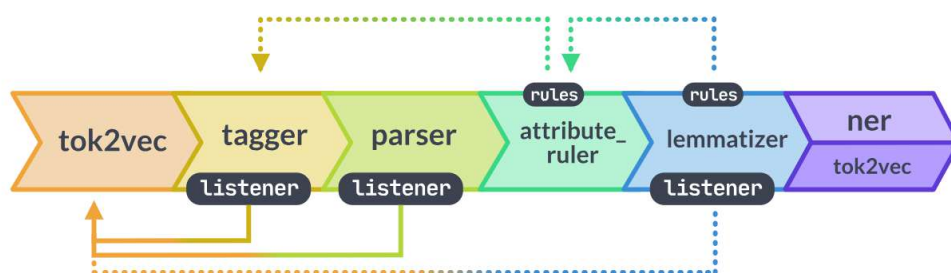 rules
rules
tok2vec
tagger
parser
attribute_
ruler
lemmatizer
ner
tok2vec
listener
listener
listener